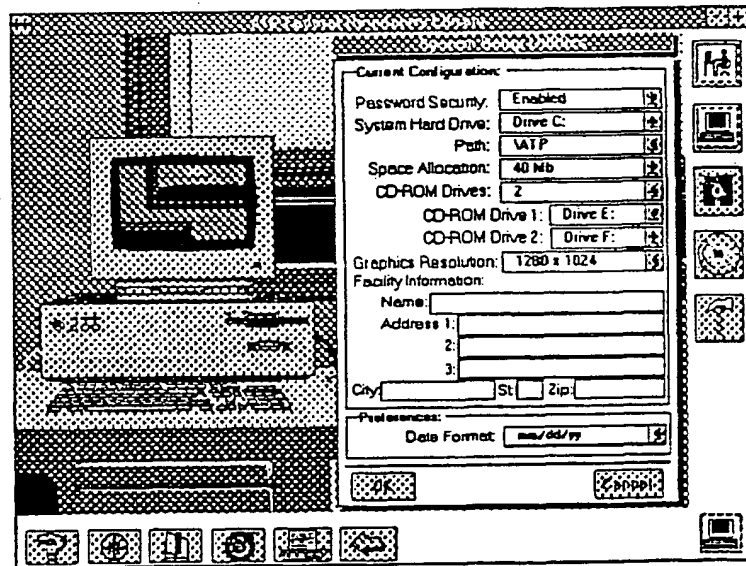 Current Configuration:
Password Security: Enabled
System Hard Drive: Drive C:
Path: \ATP
Space Allocation: 40 Mb
CD-ROM Drives: 2
CD-ROM Drive 1: Drive E:
CD-ROM Drive 2: Drive F:
Graphics Resolution: 1280 x 1024
Facility Information:
Name:
Address 1:
2:
3:
City: St: Zip:
Preferences:
Date Format: mm/dd/yy
OK Cancel